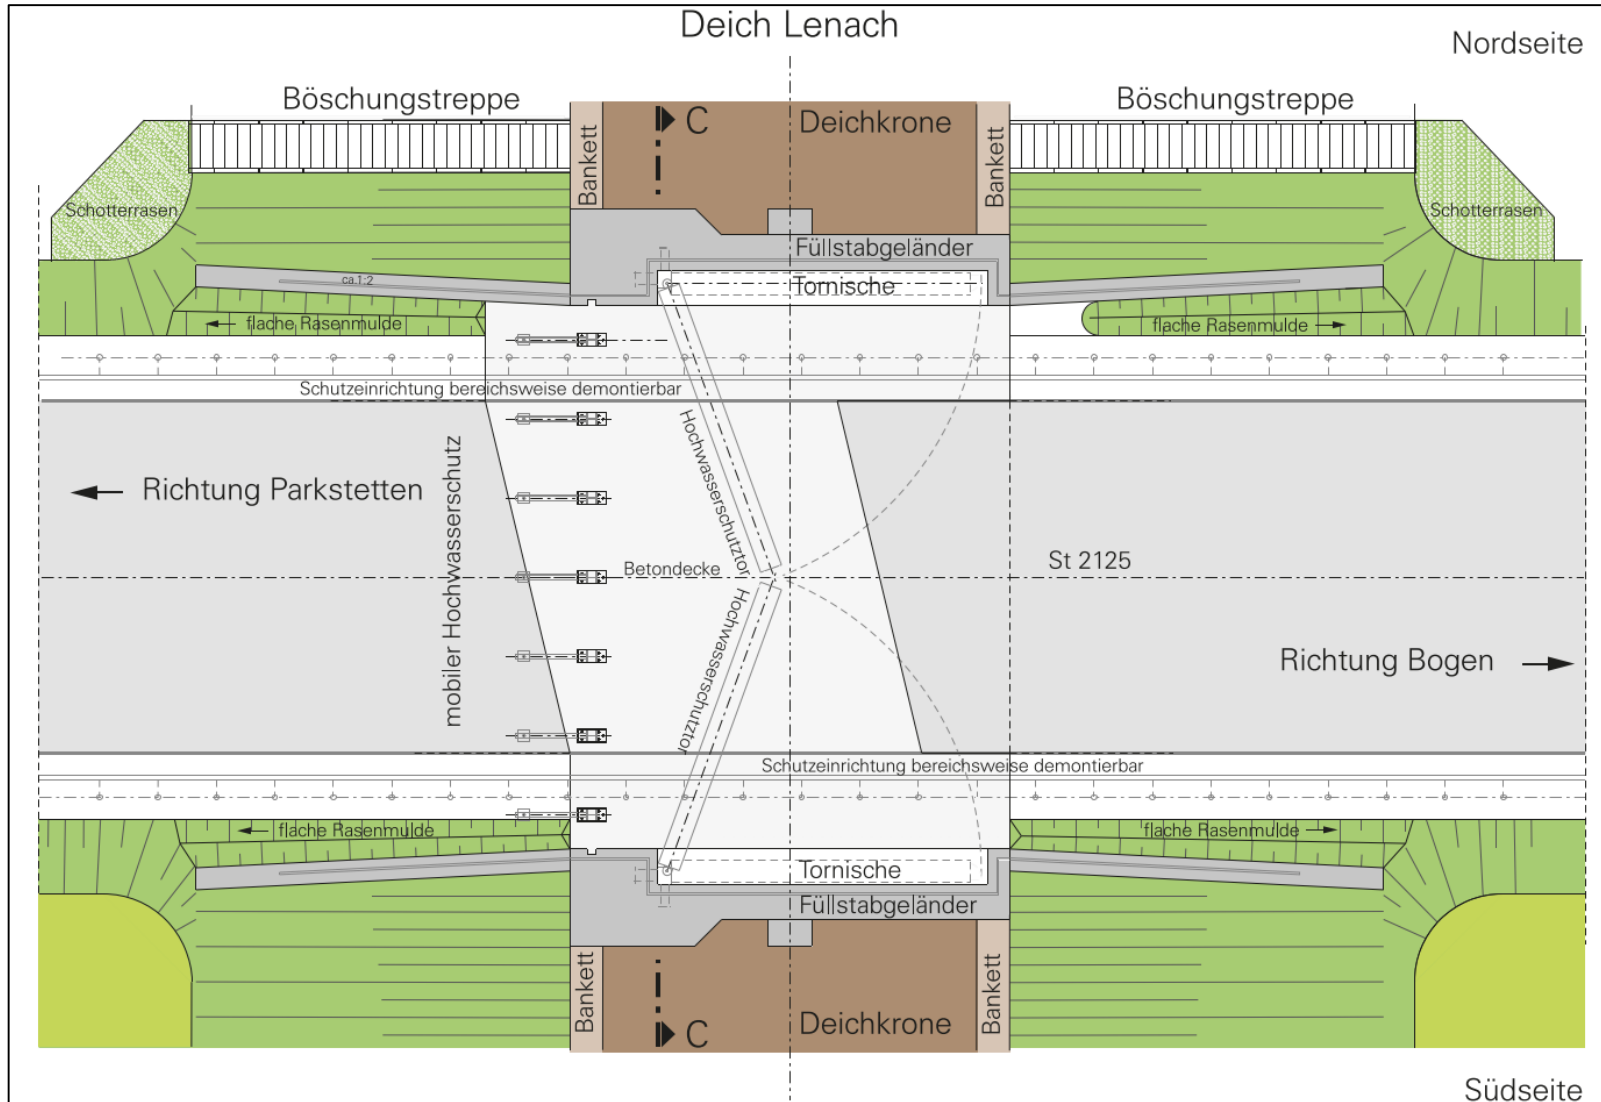 Deich Lenach
Nordseite
Böschungstreppe
Böschungstreppe
C
Deichkrone
Bankett
Bankett
Schotterrasen
Schotterrasen
Füllstabgeländer
ca.1:2
Tornische
flache Rasenmulde
flache Rasenmulde
Schutzeinrichtung bereichsweise demontierbar
mobiler Hochwasserschutz
Hochwasserschutztor
Richtung Parkstetten
Betondecke
St 2125
Hochwasserschutztor
Richtung Bogen
Schutzeinrichtung bereichsweise demontierbar
flache Rasenmulde
flache Rasenmulde
Tornische
Füllstabgeländer
Bankett
Bankett
C
Deichkrone
Südseite